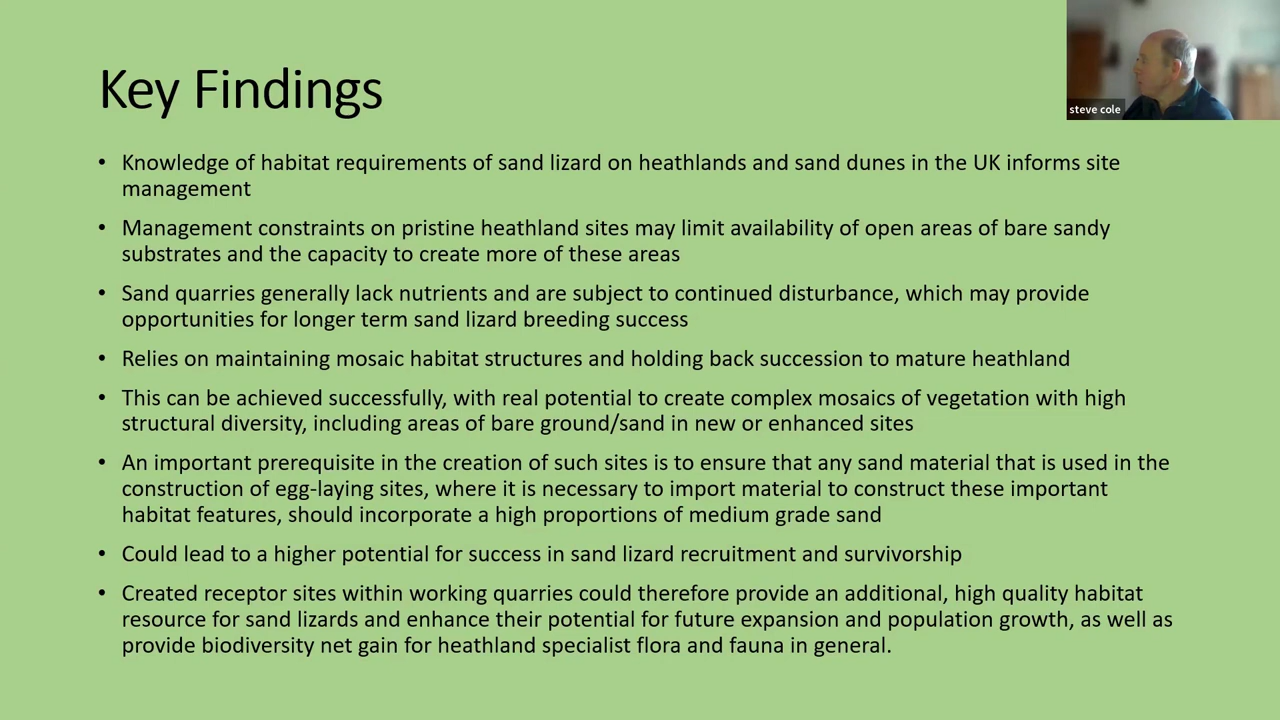 Key Findings
steve cole
• Knowledge of habitat requirements of sand lizard on heathlands and sand dunes in the UK informs site
management
• Management constraints on pristine heathland sites may limit availability of open areas of bare sandy
substrates and the capacity to create more of these areas
• Sand quarries generally lack nutrients and are subject to continued disturbance, which may provide
opportunities for longer term sand lizard breeding success
• Relies on maintaining mosaic habitat structures and holding back succession to mature heathland
• This can be achieved successfully, with real potential to create complex mosaics of vegetation with high
structural diversity, including areas of bare ground/sand in new or enhanced sites
• An important prerequisite in the creation of such sites is to ensure that any sand material that is used in the
construction of egg-laying sites, where it is necessary to import material to construct these important
habitat features, should incorporate a high proportions of medium grade sand
• Could lead to a higher potential for success in sand lizard recruitment and survivorship
• Created receptor sites within working quarries could therefore provide an additional, high quality habitat
resource for sand lizards and enhance their potential for future expansion and population growth, as well as
provide biodiversity net gain for heathland specialist flora and fauna in general.